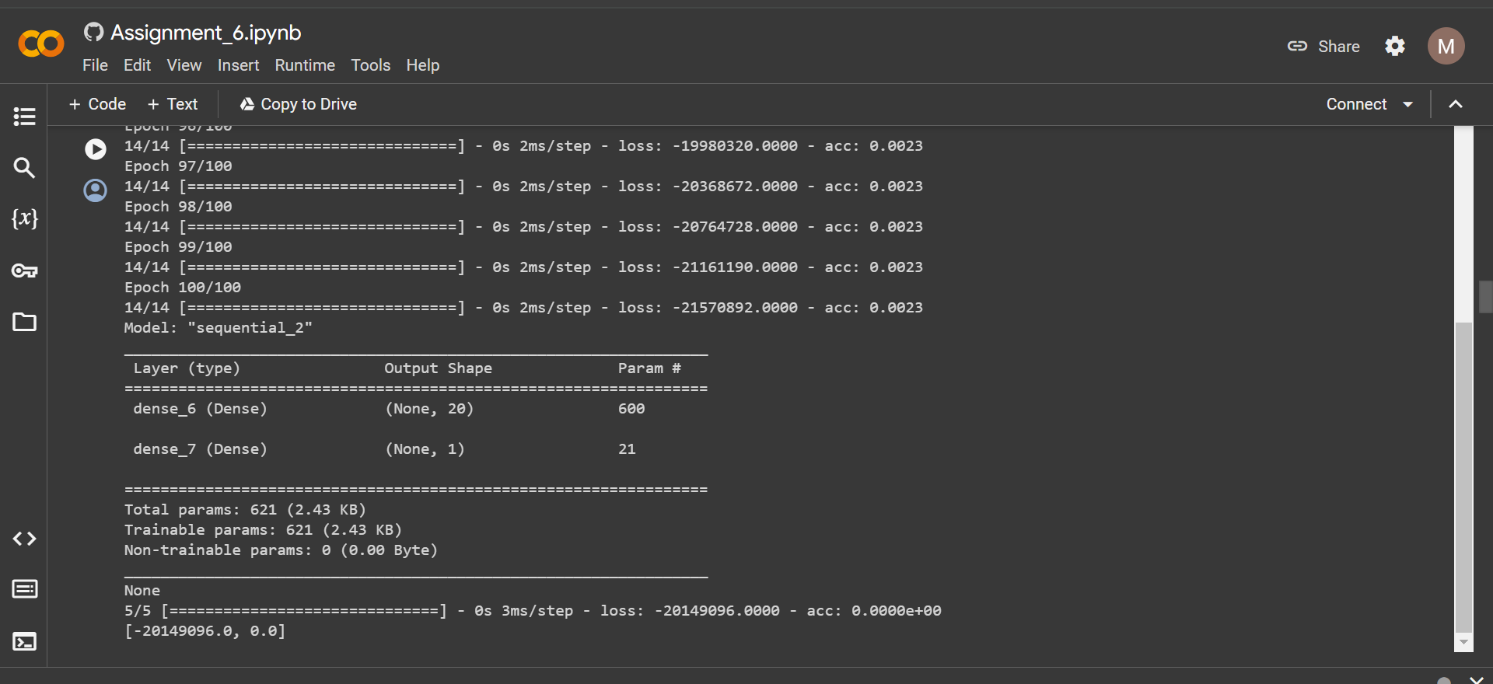 Assignment_6.ipynb
File Edit View Insert Runtime Tools Help
Share
M
+ Code + Text Copy to Drive
Connect
{x}
Epoch 96/100
14/14 [==============================] - 0s 2ms/step - loss: -19980320.0000 - acc: 0.0023
Epoch 97/100
14/14 [==============================] - 0s 2ms/step - loss: -20368672.0000 - acc: 0.0023
Epoch 98/100
14/14 [==============================] - 0s 2ms/step - loss: -20764728.0000 - acc: 0.0023
Epoch 99/100
14/14 [==============================] - 0s 2ms/step - loss: -21161190.0000 - acc: 0.0023
Epoch 100/100
14/14 [==============================] - 0s 2ms/step - loss: -21570892.0000 - acc: 0.0023
Model: "sequential_2"
_________________________________________________________________
Layer (type) Output Shape Param #
=================================================================
dense_6 (Dense) (None, 20) 600
dense_7 (Dense) (None, 1) 21
=================================================================
Total params: 621 (2.43 KB)
Trainable params: 621 (2.43 KB)
Non-trainable params: 0 (0.00 Byte)
_________________________________________________________________
None
5/5 [==============================] - 0s 3ms/step - loss: -20149096.0000 - acc: 0.0000e+00
[-20149096.0, 0.0]